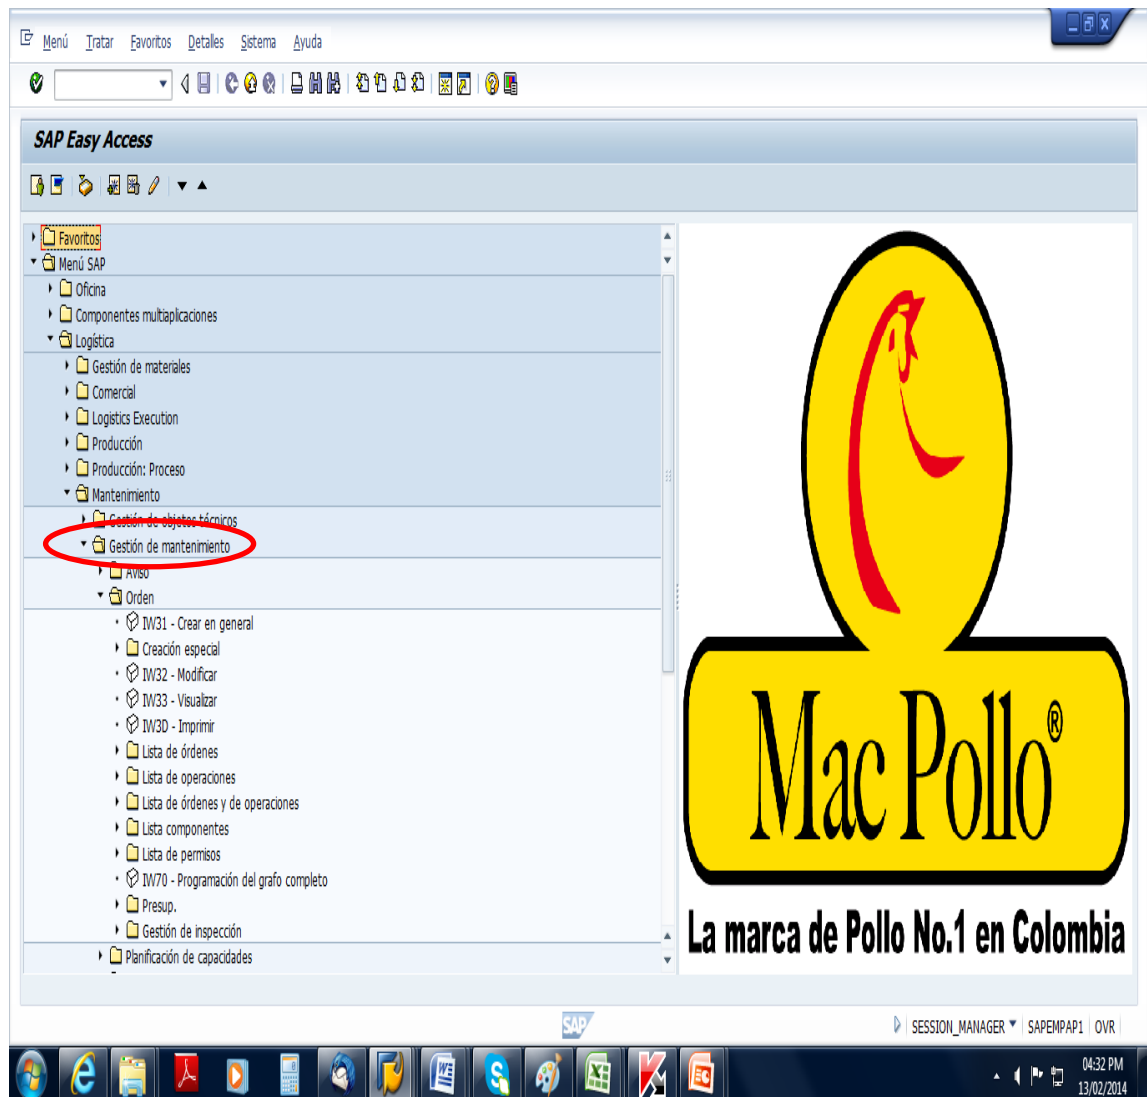 Menú Tratar Favoritos Detalles Sistema Ayuda
SAP Easy Access
Favoritos
Menú SAP
Oficina
Componentes multiaplicaciones
Logística
Gestión de materiales
Comercial
Logistics Execution
Producción
Producción: Proceso
Mantenimiento
Gestión de objetos técnicos
Gestión de mantenimiento
Aviso
Orden
IW31 - Crear en general
Creación especial
IW32 - Modificar
IW33 - Visualizar
IW3D - Imprimir
Lista de órdenes
Lista de operaciones
Lista de órdenes y de operaciones
Lista componentes
Lista de permisos
IW70 - Programación del grafo completo
Presup.
Gestión de inspección
Planificación de capacidades
Mac Pollo®
La marca de Pollo No.1 en Colombia
SAP
SESSION_MANAGER SAPEMPAP1 OVR
04:32 PM
13/02/2014